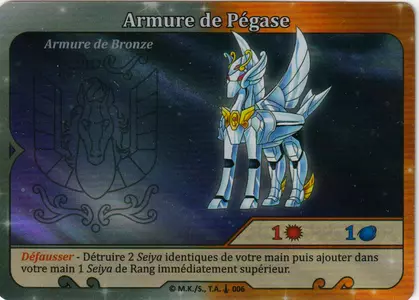 Armure de Pégase
Armure de Bronze
1 1
Défausser - Détruire 2 Seiya identiques de votre main puis ajouter dans
votre main 1 Seiya de Rang immédiatement supérieur.
© M.K./S., T.A. 006